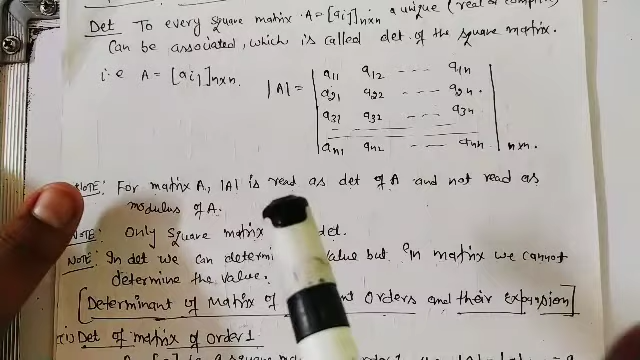 Det To every square matrix A = [aij]nxn a unique (real or
Can be associated, which is called det of the square matrix.
i.e A = [aij]nxn. |A| =
a11 a12 --- a1n
a21 a22 --- a2n.
a31 a32 --- a3n
an1 an2 --- ann nxn.
NOTE: For matrix A, |A| is read as det of A and not read as
modulus of A.
NOTE: Only square matrix det.
NOTE: In det we can value but in matrix we cannot
determine the value.
[Determinant of Matrix of Orders and their Expansion]
(i) Det of matrix of order 1